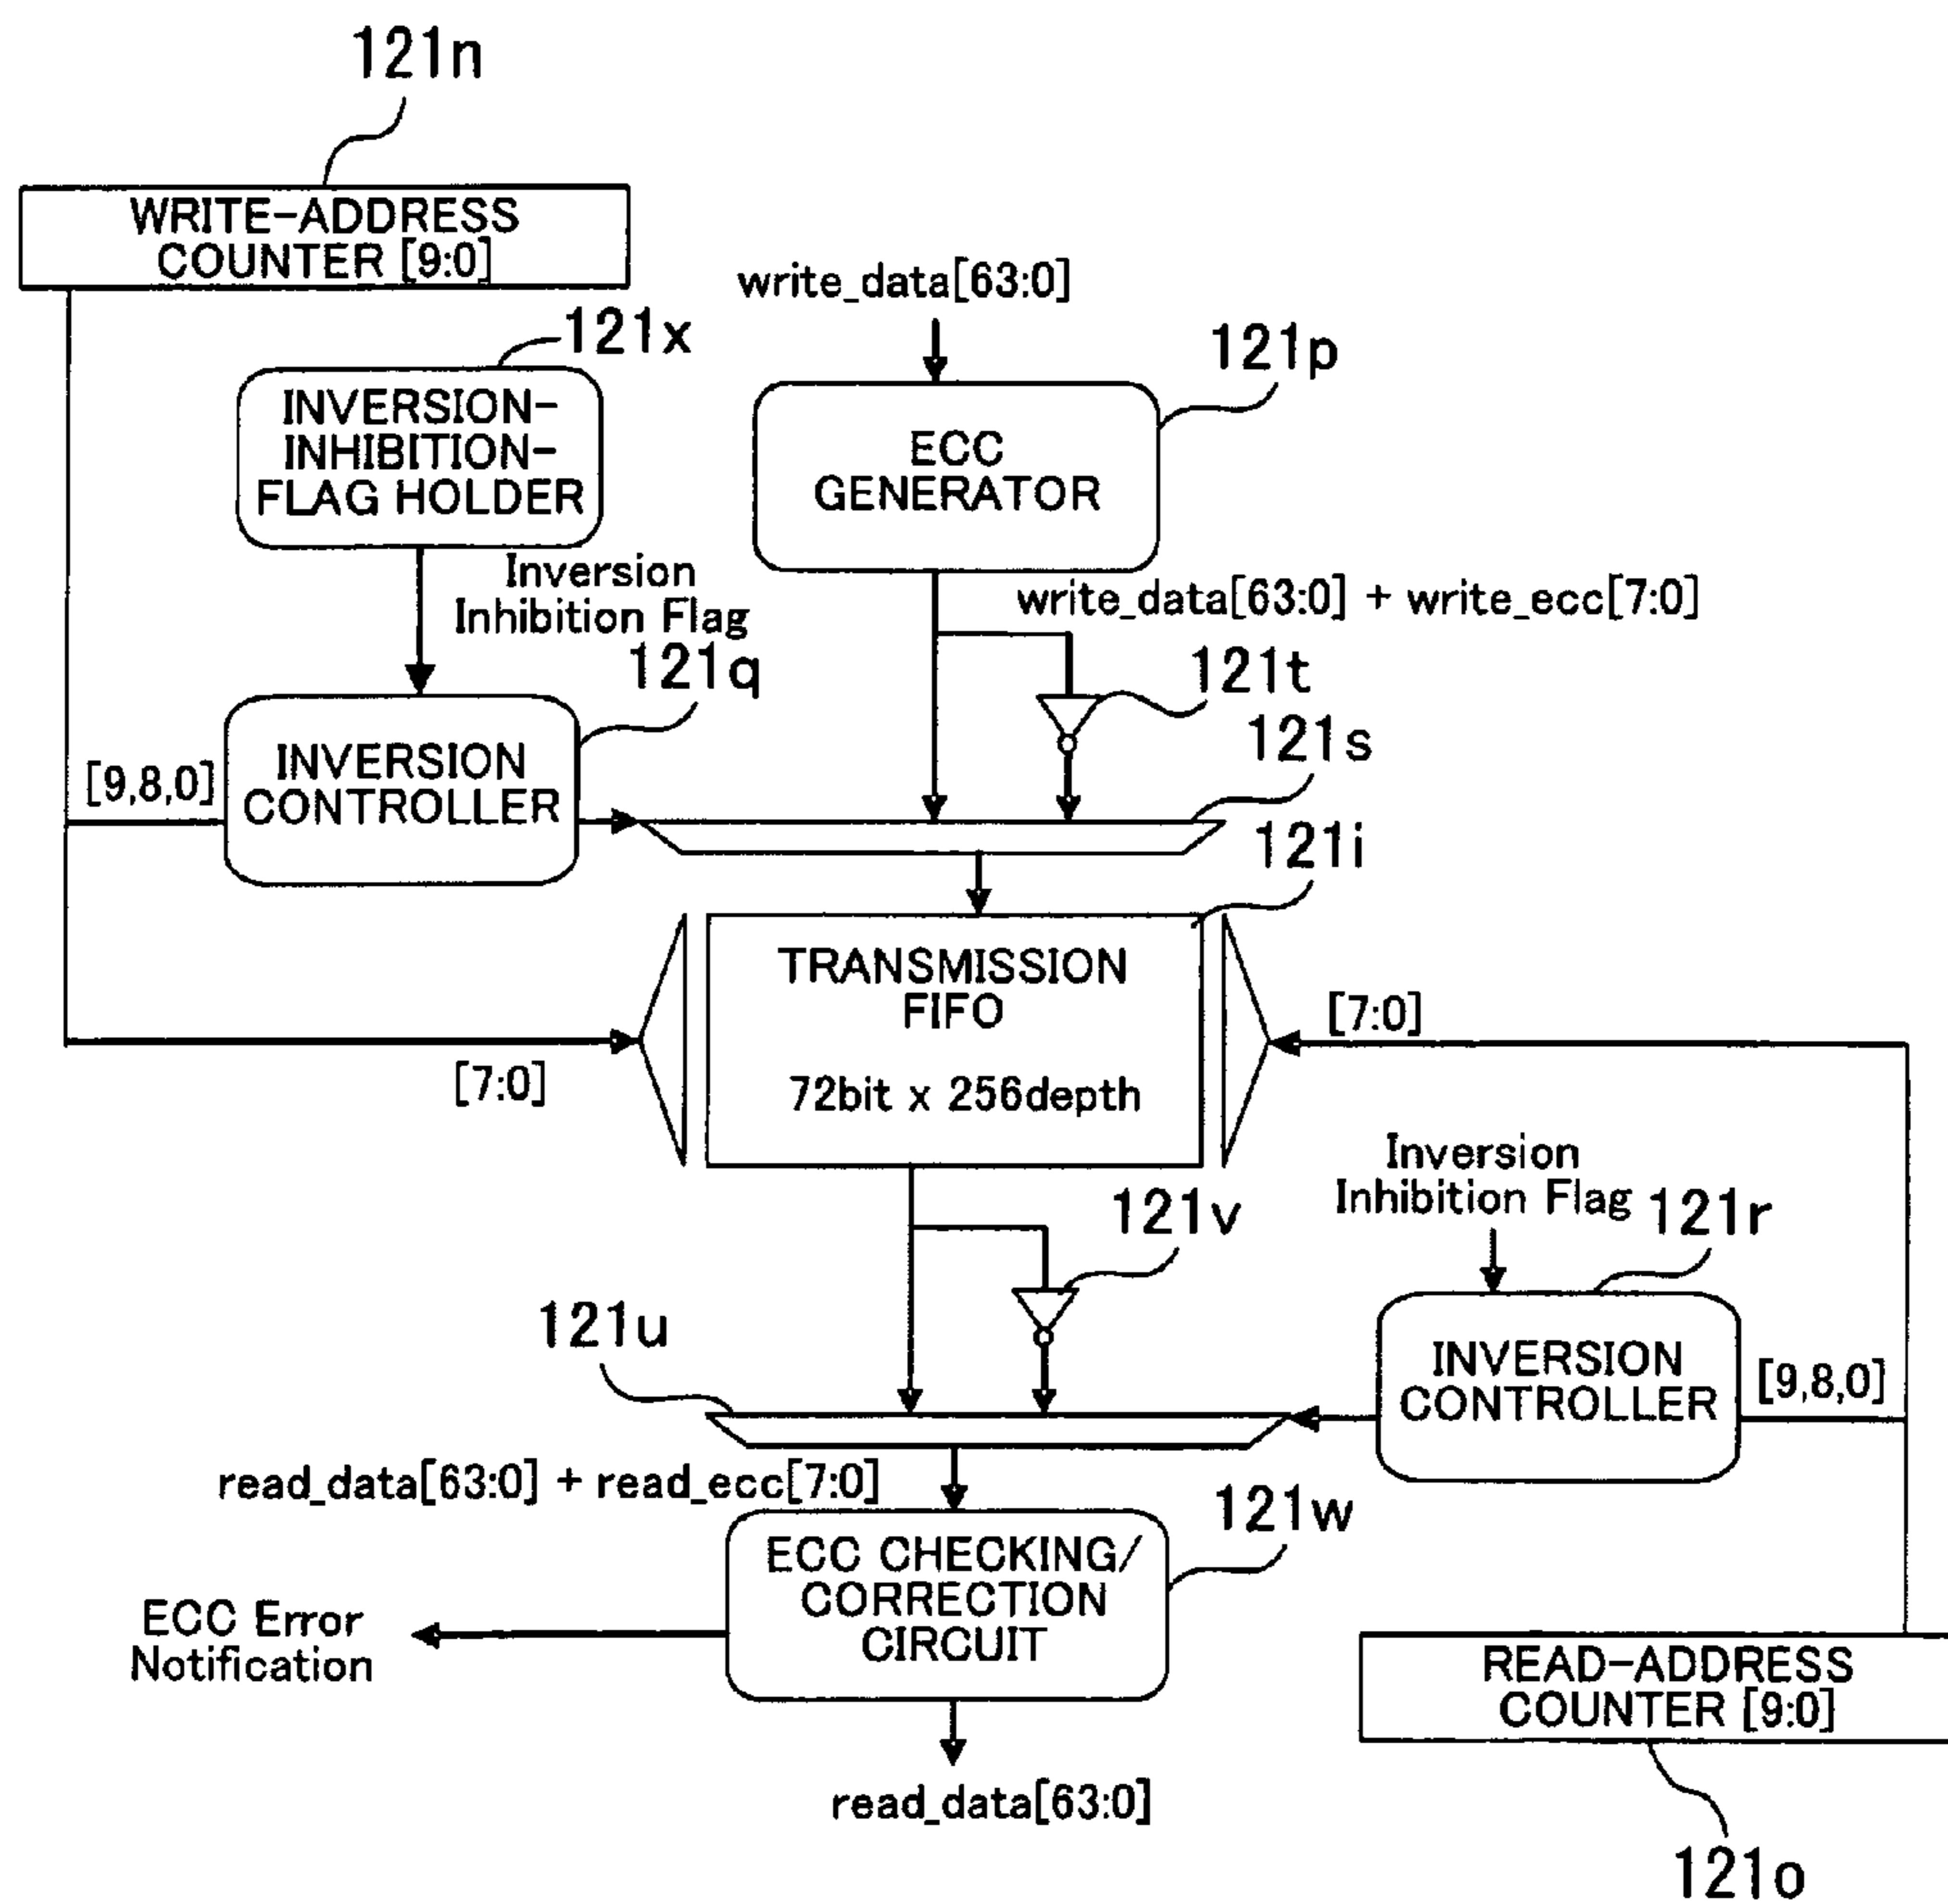 121n
WRITE-ADDRESS
COUNTER [9:0]
write_data[63:0]
121x
121p
INVERSION-
INHIBITION-
FLAG HOLDER
ECC
GENERATOR
Inversion
Inhibition Flag
write_data[63:0] + write_ecc[7:0]
121q
121t
121s
[9,8,0]
INVERSION
CONTROLLER
121i
TRANSMISSION
FIFO
72bit x 256depth
[7:0]
[7:0]
Inversion
Inhibition Flag
121v
121r
121u
INVERSION
CONTROLLER
[9,8,0]
read_data[63:0] + read_ecc[7:0]
121w
ECC CHECKING/
CORRECTION
CIRCUIT
ECC Error
Notification
READ-ADDRESS
COUNTER [9:0]
read_data[63:0]
121o